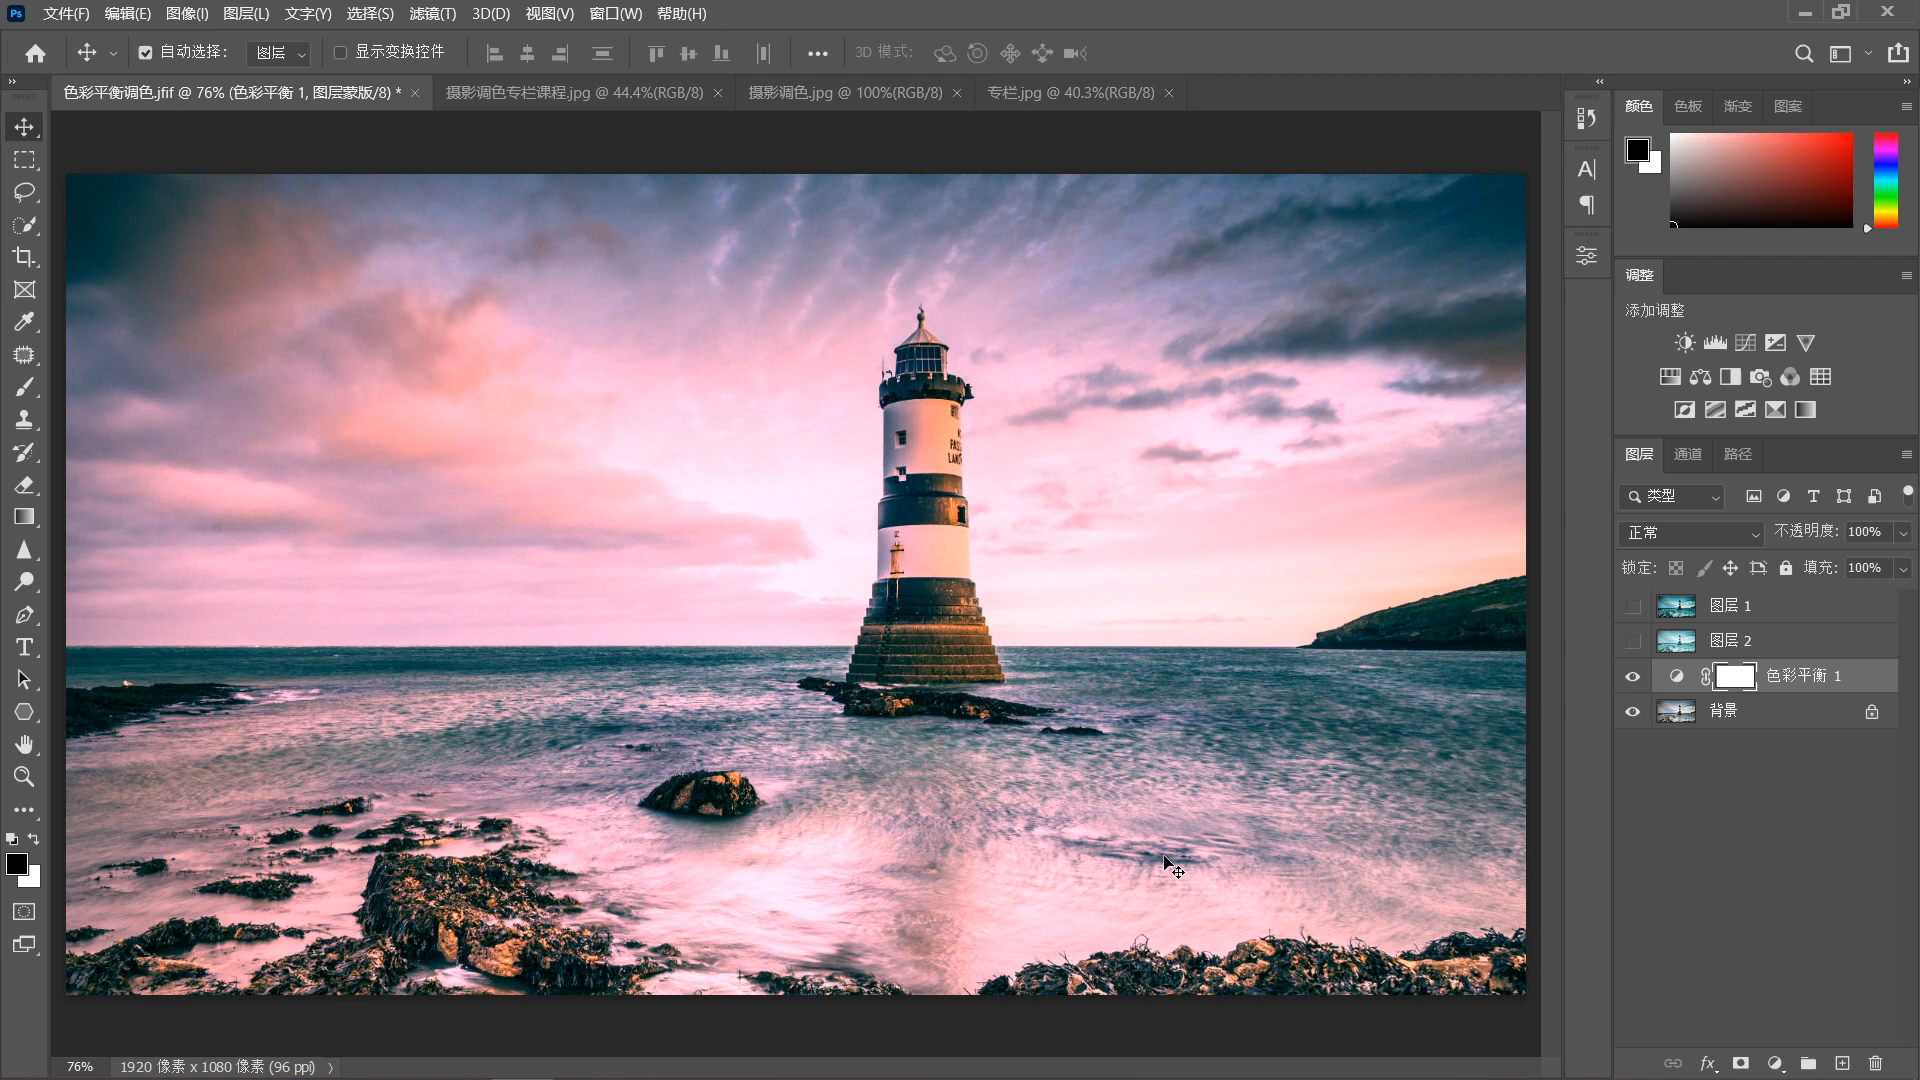 Ps 文件(F) 编辑(E) 图像(I) 图层(L) 文字(Y) 选择(S) 滤镜(T) 3D(D) 视图(V) 窗口(W) 帮助(H)
自动选择： 图层 显示变换控件 3D 模式：
色彩平衡调色.jfif @ 76% (色彩平衡 1, 图层蒙版/8) * × 摄影调色专栏课程.jpg @ 44.4%(RGB/8) × 摄影调色.jpg @ 100%(RGB/8) × 专栏.jpg @ 40.3%(RGB/8) ×
颜色 色板 渐变 图案
调整
添加调整
图层 通道 路径
类型
正常 不透明度: 100%
锁定: 填充: 100%
图层 1
图层 2
色彩平衡 1
背景
fx
76% 1920 像素 x 1080 像素 (96 ppi)